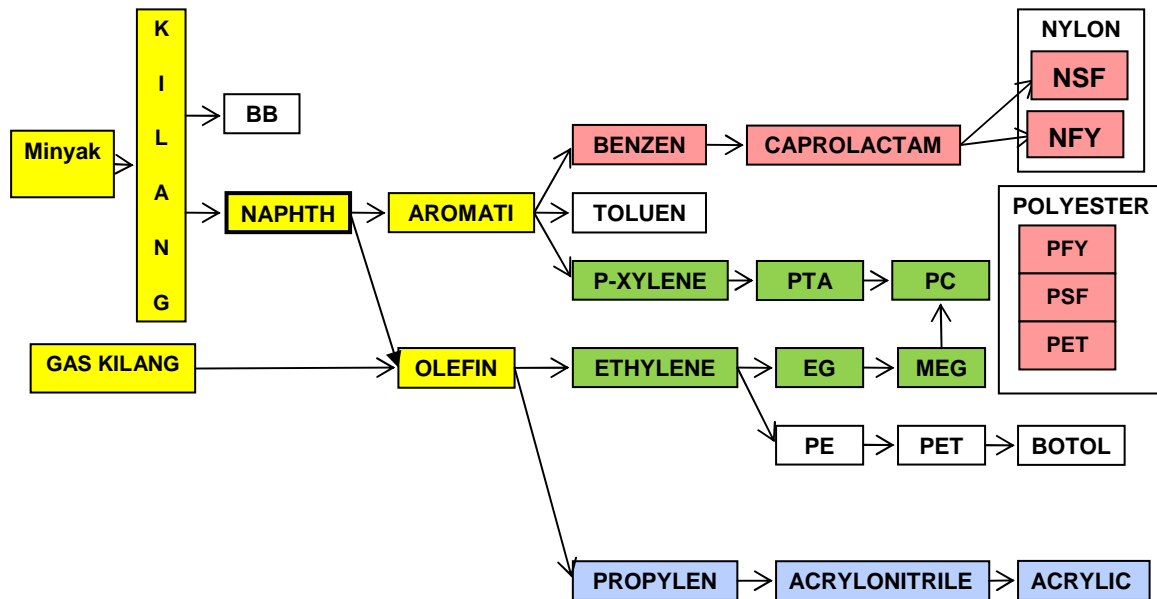 K
I
L
A
N
G
Minyak
BB
NAPHTH
AROMATI
BENZEN
CAPROLACTAM
NYLON
NSF
NFY
TOLUEN
P-XYLENE
PTA
PC
POLYESTER
PFY
PSF
PET
GAS KILANG
OLEFIN
ETHYLENE
EG
MEG
PE
PET
BOTOL
PROPYLEN
ACRYLONITRILE
ACRYLIC